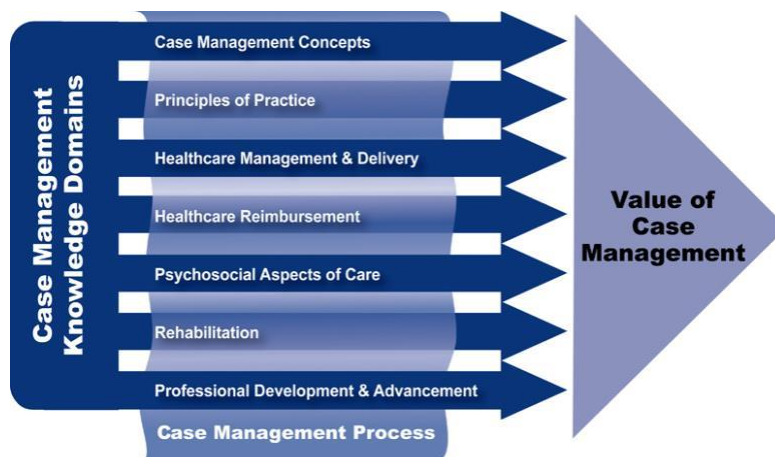 Case Management
Knowledge Domains
Case Management Concepts
Principles of Practice
Healthcare Management & Delivery
Healthcare Reimbursement
Psychosocial Aspects of Care
Rehabilitation
Professional Development & Advancement
Case Management Process
Value of
Case
Management